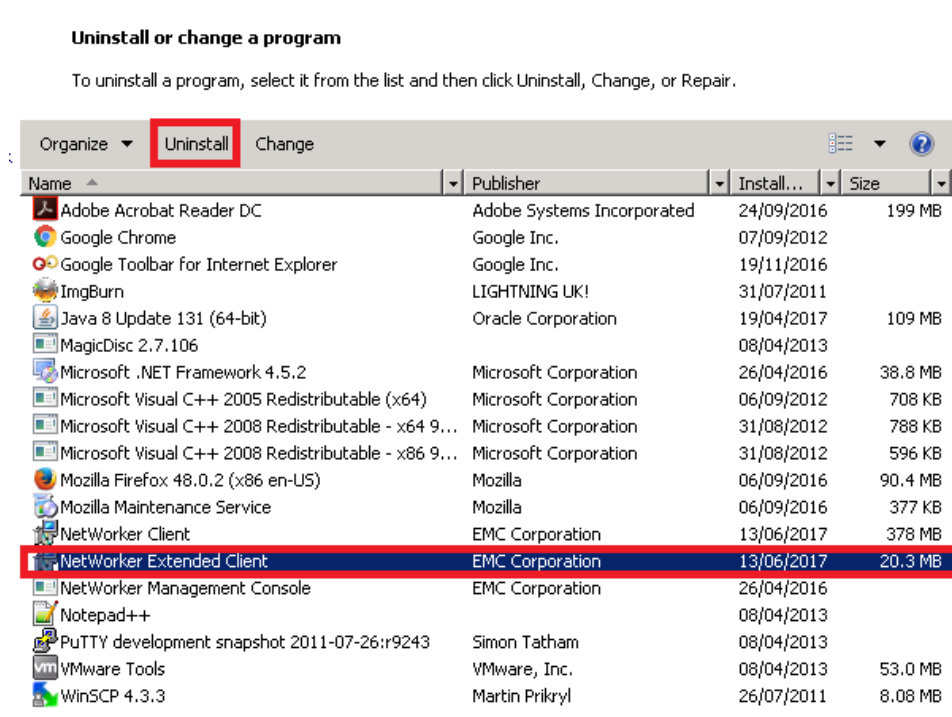 Uninstall or change a program
To uninstall a program, select it from the list and then click Uninstall, Change, or Repair.
Organize Uninstall Change
Name Publisher Install... Size
Adobe Acrobat Reader DC Adobe Systems Incorporated 24/09/2016 199 MB
Google Chrome Google Inc. 07/09/2012
Google Toolbar for Internet Explorer Google Inc. 19/11/2016
ImgBurn LIGHTNING UK! 31/07/2011
Java 8 Update 131 (64-bit) Oracle Corporation 19/04/2017 109 MB
MagicDisc 2.7.106 08/04/2013
Microsoft .NET Framework 4.5.2 Microsoft Corporation 26/04/2016 38.8 MB
Microsoft Visual C++ 2005 Redistributable (x64) Microsoft Corporation 06/09/2012 708 KB
Microsoft Visual C++ 2008 Redistributable - x64 9... Microsoft Corporation 31/08/2012 788 KB
Microsoft Visual C++ 2008 Redistributable - x86 9... Microsoft Corporation 31/08/2012 596 KB
Mozilla Firefox 48.0.2 (x86 en-US) Mozilla 06/09/2016 90.4 MB
Mozilla Maintenance Service Mozilla 06/09/2016 377 KB
NetWorker Client EMC Corporation 13/06/2017 378 MB
NetWorker Extended Client EMC Corporation 13/06/2017 20.3 MB
NetWorker Management Console EMC Corporation 26/04/2016
Notepad++ 08/04/2013
PuTTY development snapshot 2011-07-26:r9243 Simon Tatham 08/04/2013
vm VMware Tools VMware, Inc. 08/04/2013 53.0 MB
WinSCP 4.3.3 Martin Prikryl 26/07/2011 8.08 MB